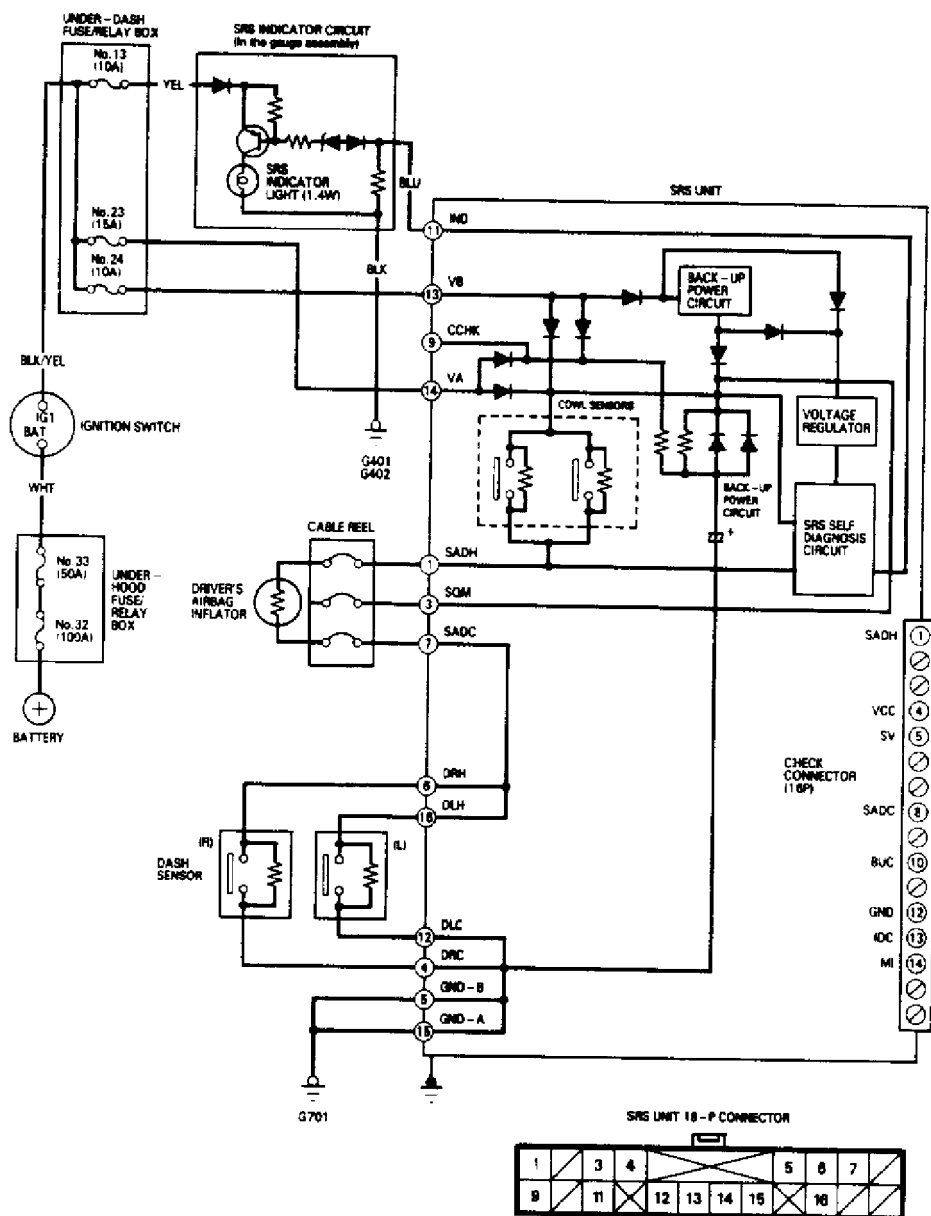 UNDER-DASH
FUSE/RELAY BOX
No.13
(10A)
YEL
SRS INDICATOR CIRCUIT
(in the gauge assembly)
SRS
INDICATOR
LIGHT (1.4W)
BLU
BLK
No.23
(15A)
No.24
(10A)
SRS UNIT
11
IND
13
VB
9
CCHK
14
VA
BACK-UP
POWER
CIRCUIT
BLK/YEL
IG1
BAT
IGNITION SWITCH
WHT
G401
G402
COWL SENSORS
VOLTAGE
REGULATOR
BACK-UP
POWER
CIRCUIT
+
SRS SELF
DIAGNOSIS
CIRCUIT
No.33
(50A)
No.32
(100A)
UNDER-
HOOD
FUSE/
RELAY
BOX
+
BATTERY
CABLE REEL
DRIVER'S
AIRBAG
INFLATOR
1
SADH
3
SQM
7
SADC
6
DRH
16
DLH
(R)
DASH
SENSOR
(L)
12
DLC
4
DRC
5
GND-B
15
GND-A
G701
CHECK
CONNECTOR
(16P)
SADH 1
VCC 4
5
SADC 8
BUC 10
GND 12
13
MI 14
SRS UNIT 18-P CONNECTOR
1 3 4 5 6 7
9 11 12 13 14 15 16